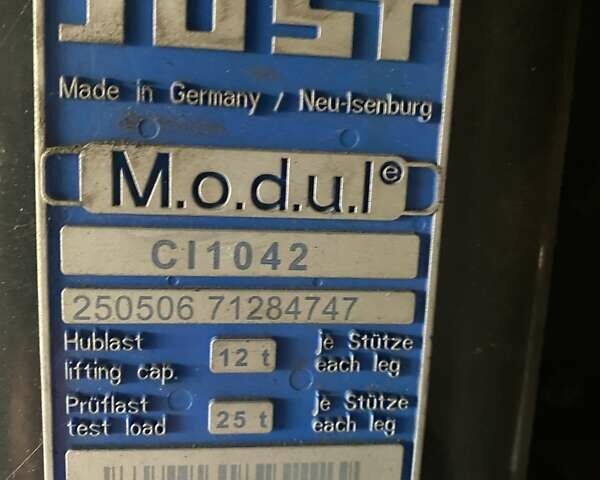 JOST
Made in Germany / Neu-Isenburg
M.o.d.u.l e
CI1042
250506 71284747
Hublast 12 t je Stütze
lifting cap. each leg
Prüflast 25 t je Stütze
test load each leg